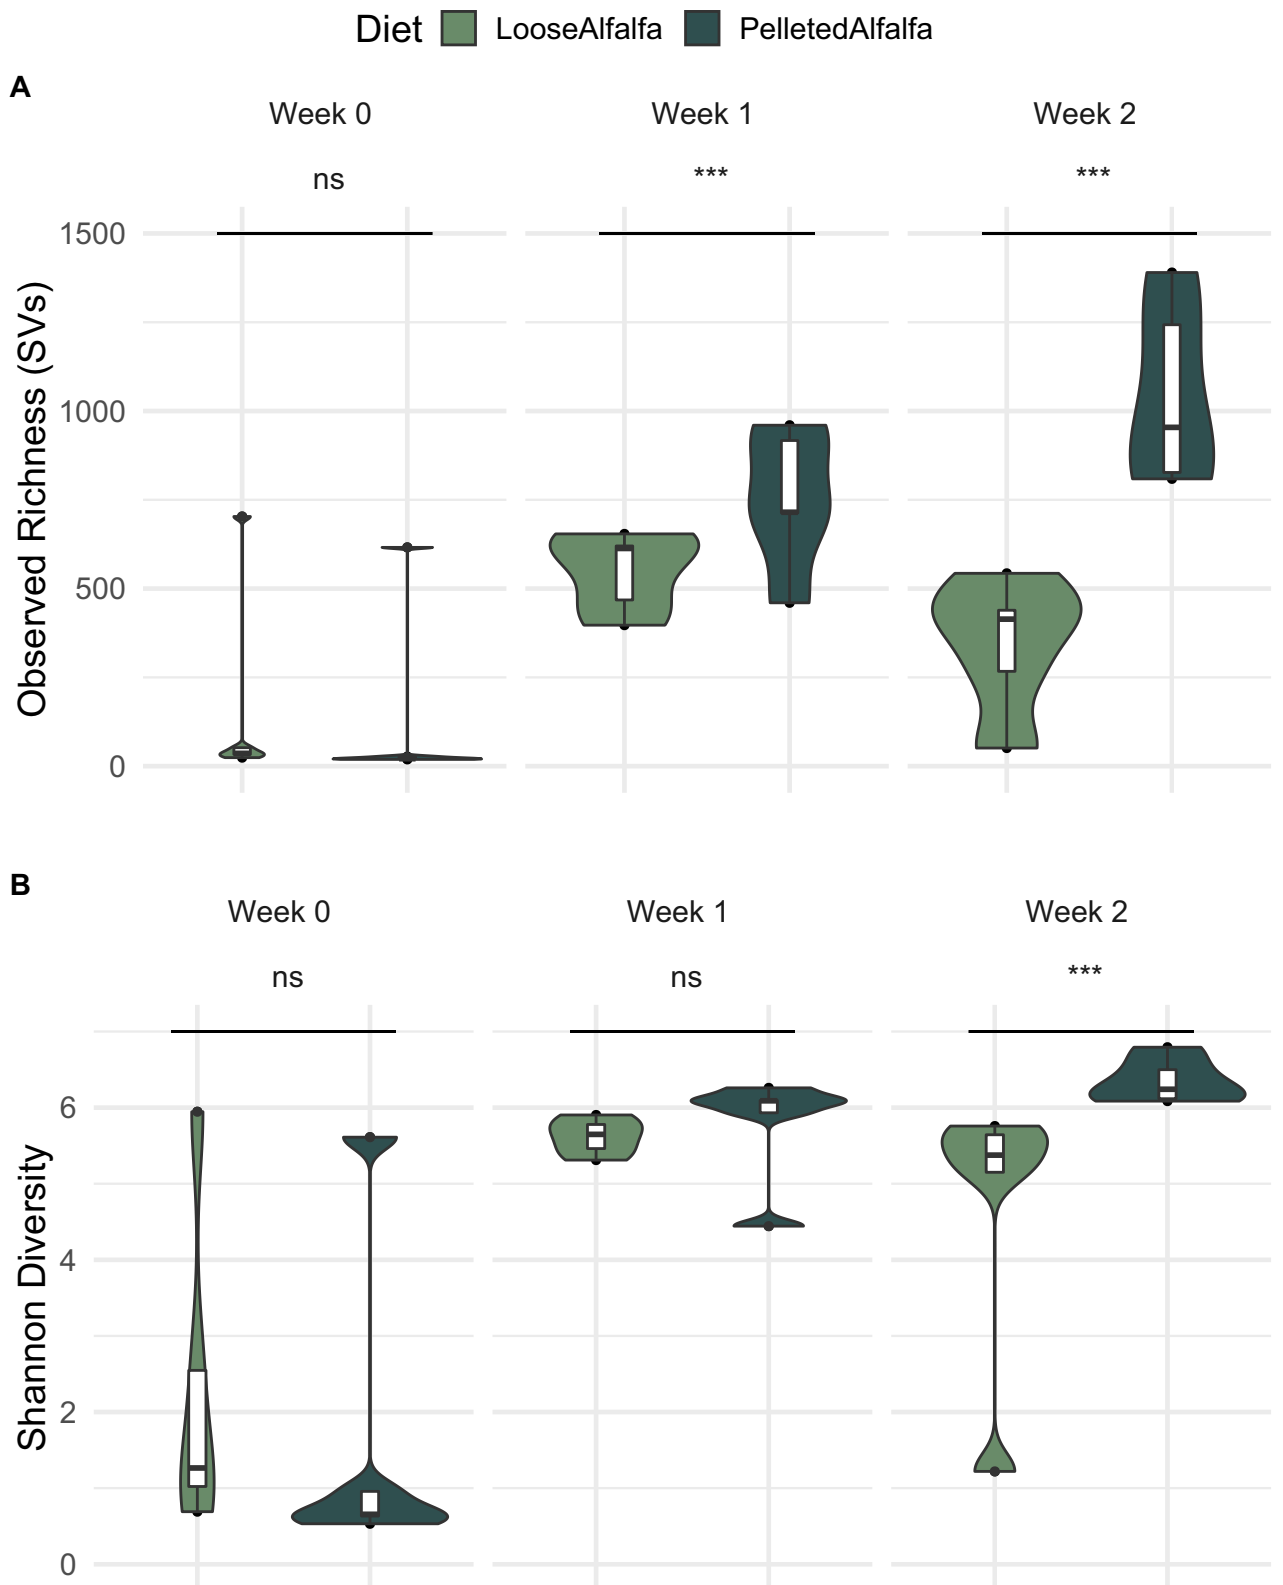 Diet LooseAlfalfa PelletedAlfalfa
A
Week 0 Week 1 Week 2
ns *** ***
Observed Richness (SVs)
1500
1000
500
0
B
Week 0 Week 1 Week 2
ns ns ***
Shannon Diversity
6
4
2
0